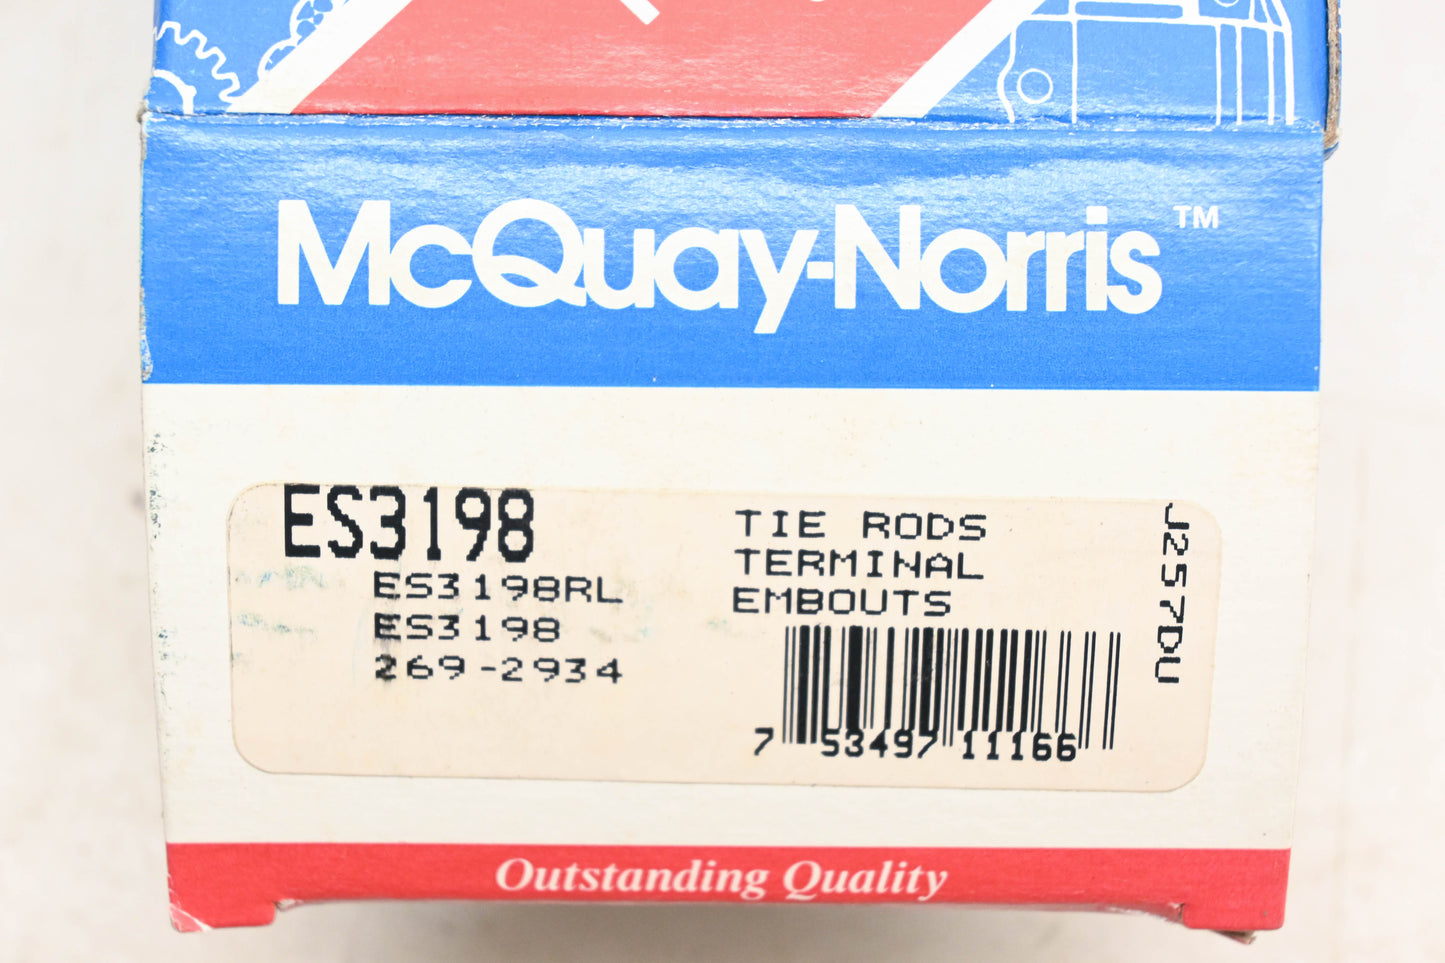 McQuay-Norris™
ES3198
ES3198RL
ES3198
269-2934
TIE RODS
TERMINAL
EMBOUTS
7 53497 11166
J257DU
Outstanding Quality